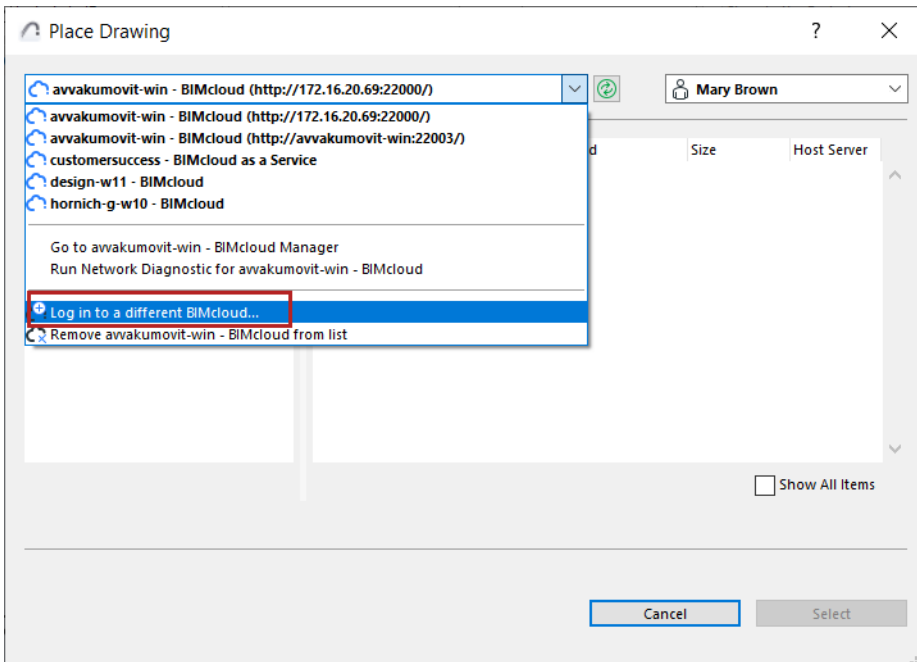 Place Drawing
?
avvakumovit-win - BIMcloud (http://172.16.20.69:22000/)
Mary Brown
avvakumovit-win - BIMcloud (http://172.16.20.69:22000/)
avvakumovit-win - BIMcloud (http://avvakumovit-win:22003/)
customersuccess - BIMcloud as a Service
design-w11 - BIMcloud
hornich-g-w10 - BIMcloud
d
Size
Host Server
Go to avvakumovit-win - BIMcloud Manager
Run Network Diagnostic for avvakumovit-win - BIMcloud
Log in to a different BIMcloud...
Remove avvakumovit-win - BIMcloud from list
Show All Items
Cancel
Select